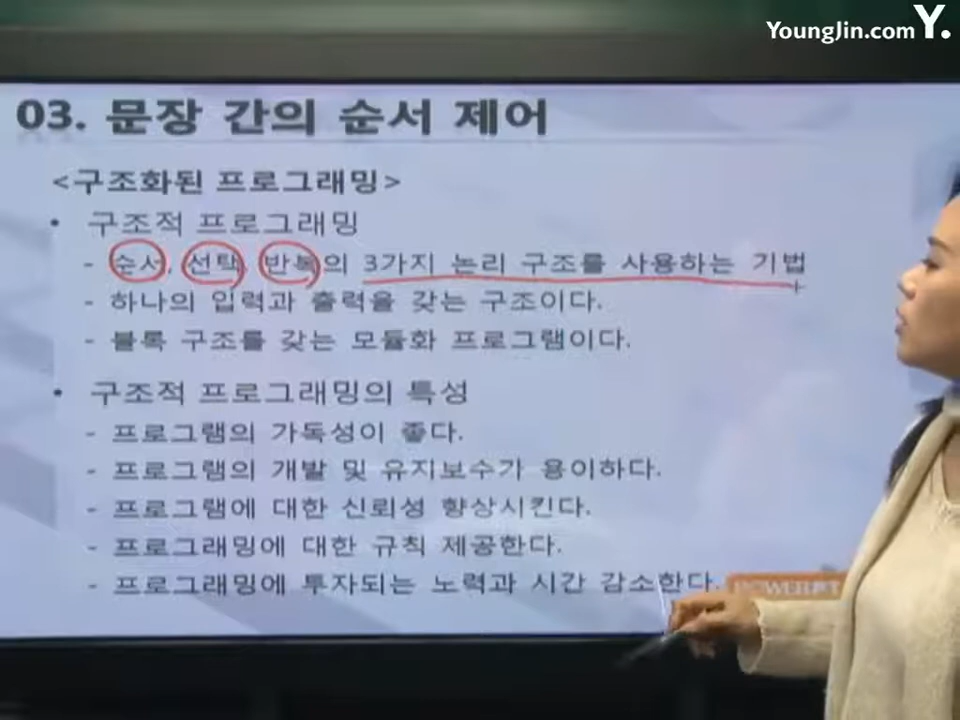 YoungJin.com Y.
03. 문장 간의 순서 제어
<구조화된 프로그래밍>
• 구조적 프로그래밍
- 순서, 선택, 반복의 3가지 논리 구조를 사용하는 기법
- 하나의 입력과 출력을 갖는 구조이다.
- 블록 구조를 갖는 모듈화 프로그램이다.
• 구조적 프로그래밍의 특성
- 프로그램의 가독성이 좋다.
- 프로그램의 개발 및 유지보수가 용이하다.
- 프로그램에 대한 신뢰성 향상시킨다.
- 프로그래밍에 대한 규칙 제공한다.
- 프로그래밍에 투자되는 노력과 시간 감소한다.